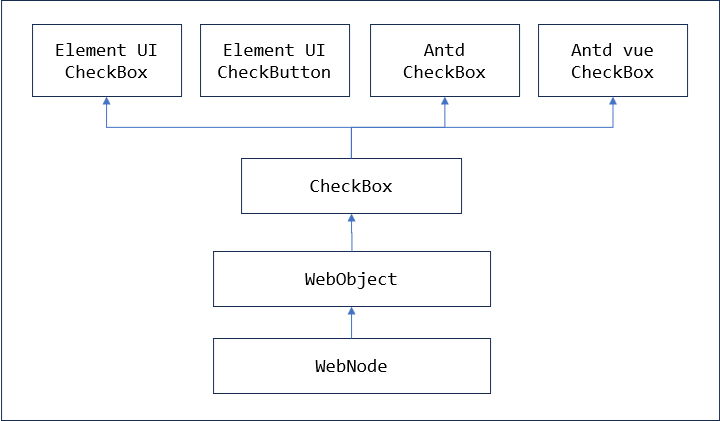 Element UI
CheckBox
Element UI
CheckButton
Antd
CheckBox
Antd vue
CheckBox
CheckBox
WebObject
WebNode